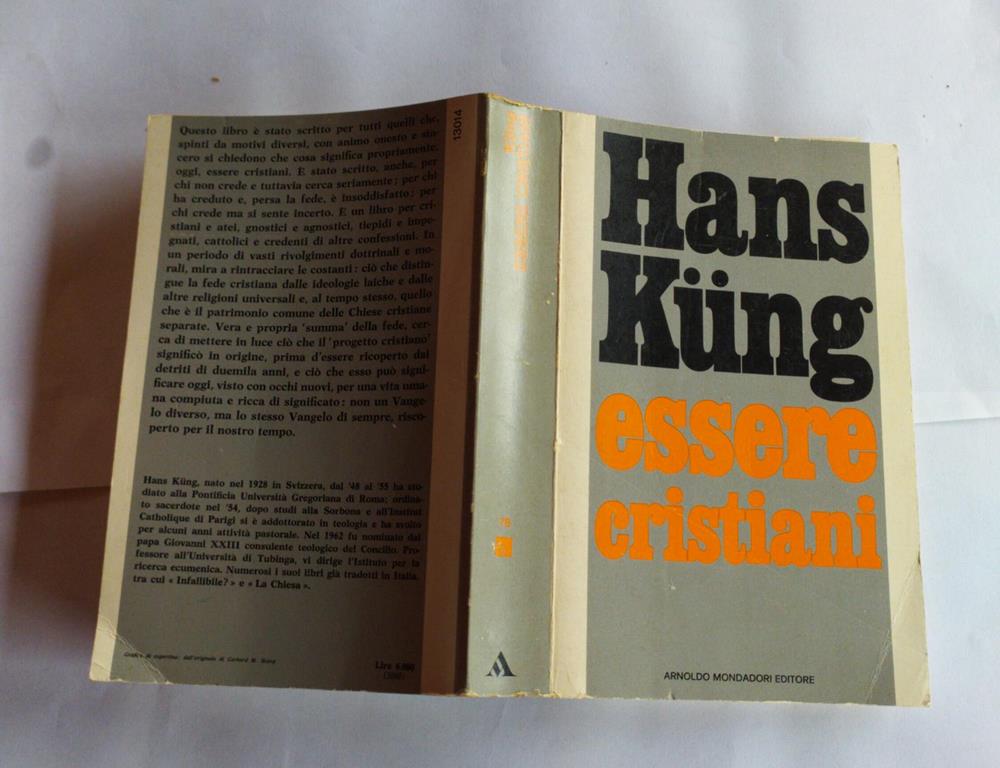 Questo libro è stato scritto per tutti quelli che,
spinti da motivi diversi, con animo onesto e sin-
cero si chiedono che cosa significa propriamente,
oggi, essere cristiani. È stato scritto, anche, per
chi non crede e tuttavia cerca seriamente; per chi
ha creduto e, persa la fede, è insoddisfatto; per
chi crede ma si sente incerto. È un libro per cri-
stiani e atei, gnostici e agnostici, tiepidi e impe-
gnati, cattolici e credenti di altre confessioni. In
un periodo di vasti rivolgimenti dottrinali e mo-
rali, mira a rintracciare le costanti: ciò che distin-
gue la fede cristiana dalle ideologie laiche e dalle
altre religioni universali e, al tempo stesso, quello
che è il patrimonio comune delle Chiese cristiane
separate. Vera e propria 'summa' della fede, cer-
ca di mettere in luce ciò che il 'progetto cristiano'
significò in origine, prima d'essere ricoperto dai
detriti di duemila anni, e ciò che esso può signi-
ficare oggi, visto con occhi nuovi, per una vita uma-
na compiuta e ricca di significato: non un Vange-
lo diverso, ma lo stesso Vangelo di sempre, risco-
perto per il nostro tempo.
Hans Küng, nato nel 1928 in Svizzera, dal '48 al '55 ha stu-
diato alla Pontificia Università Gregoriana di Roma; ordina-
to sacerdote nel '54, dopo studi alla Sorbona e all'Institut
Catholique di Parigi si è addottorato in teologia e ha svolto
per alcuni anni attività pastorale. Nel 1962 fu nominato dal
papa Giovanni XXIII consulente teologico del Concilio. Pro-
fessore all'Università di Tubinga, vi dirige l'Istituto per la
ricerca ecumenica. Numerosi i suoi libri già tradotti in Italia,
tra cui « Infallibile? » e « La Chiesa ».
Grafica di copertina: dall'originale di Gerhard M.
Lire 6.000
13014
Hans
Küng
essere
cristiani
ARNOLDO MONDADORI EDITORE